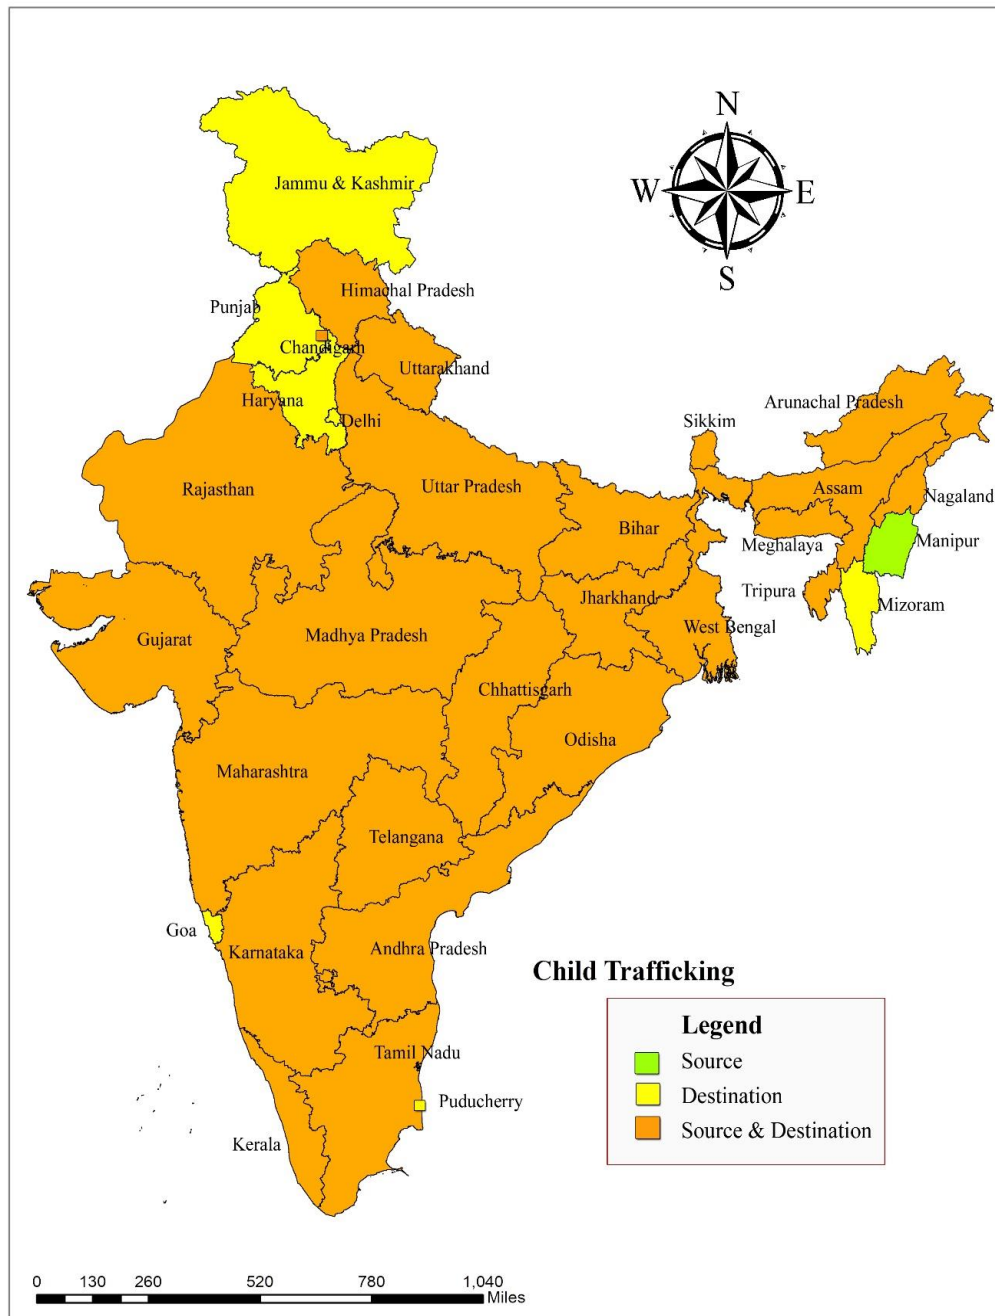 N
W
E
S
Jammu & Kashmir
Himachal Pradesh
Punjab
Chandigarh
Uttarakhand
Haryana
Delhi
Arunachal Pradesh
Sikkim
Rajasthan
Uttar Pradesh
Assam
Nagaland
Bihar
Meghalaya
Manipur
Tripura
Jharkhand
Mizoram
Gujarat
Madhya Pradesh
West Bengal
Chhattisgarh
Odisha
Maharashtra
Telangana
Goa
Karnataka
Andhra Pradesh
Child Trafficking
Legend
Source
Destination
Source & Destination
Tamil Nadu
Puducherry
Kerala
0 130 260 520 780 1,040
Miles